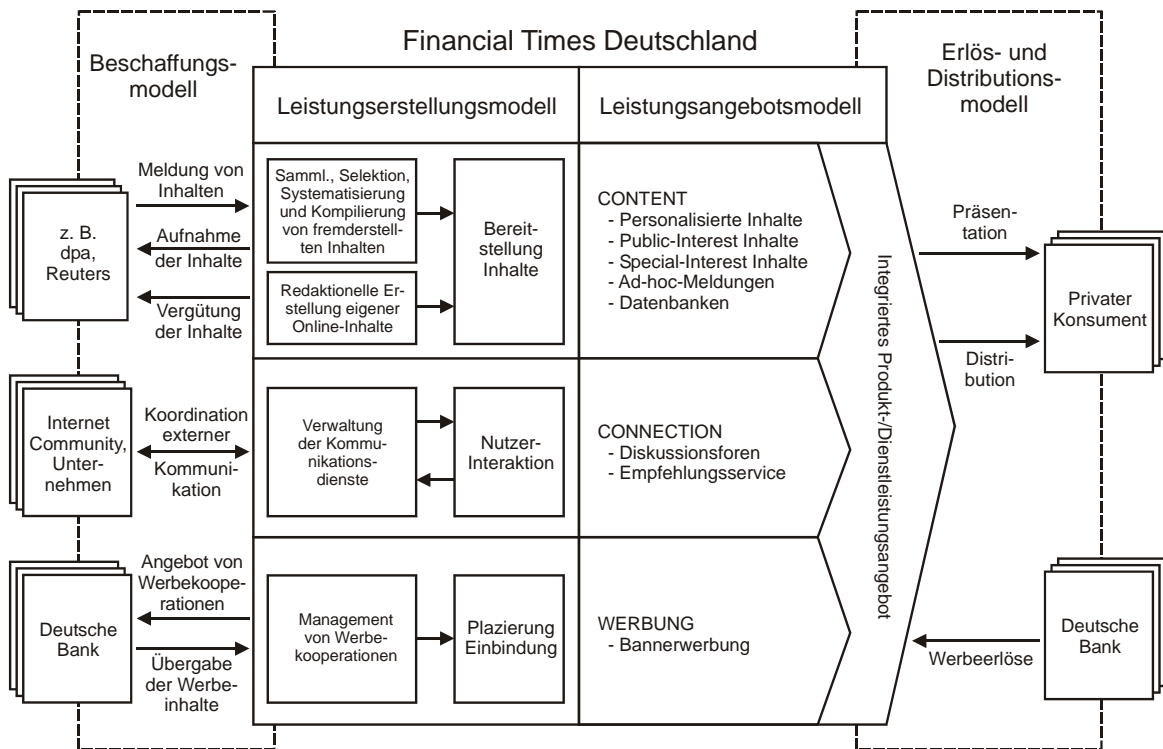 Financial Times Deutschland
Beschaffungs-
modell
Erlös- und
Distributions-
modell
Leistungserstellungsmodell
Leistungsangebotsmodell
z. B.
dpa,
Reuters
Meldung von
Inhalten
Aufnahme
der Inhalte
Vergütung
der Inhalte
Samml., Selektion,
Systematisierung
und Kompilierung
von fremderstell-
ten Inhalten
Redaktionelle Er-
stellung eigener
Online-Inhalte
Bereit-
stellung
Inhalte
CONTENT
- Personalisierte Inhalte
- Public-Interest Inhalte
- Special-Interest Inhalte
- Ad-hoc-Meldungen
- Datenbanken
Integriertes Produkt-/Dienstleistungsangebot
Präsen-
tation
Distri-
bution
Privater
Konsument
Internet
Community,
Unter-
nehmen
Koordination
externer
Kommuni-
kation
Verwaltung
der Kommu-
nikations-
dienste
Nutzer-
Interaktion
CONNECTION
- Diskussionsforen
- Empfehlungsservice
Deutsche
Bank
Angebot von
Werbekoope-
rationen
Übergabe
der Werbe-
inhalte
Management
von Werbe-
kooperationen
Plazierung
Einbindung
WERBUNG
- Bannerwerbung
Werbeerlöse
Deutsche
Bank